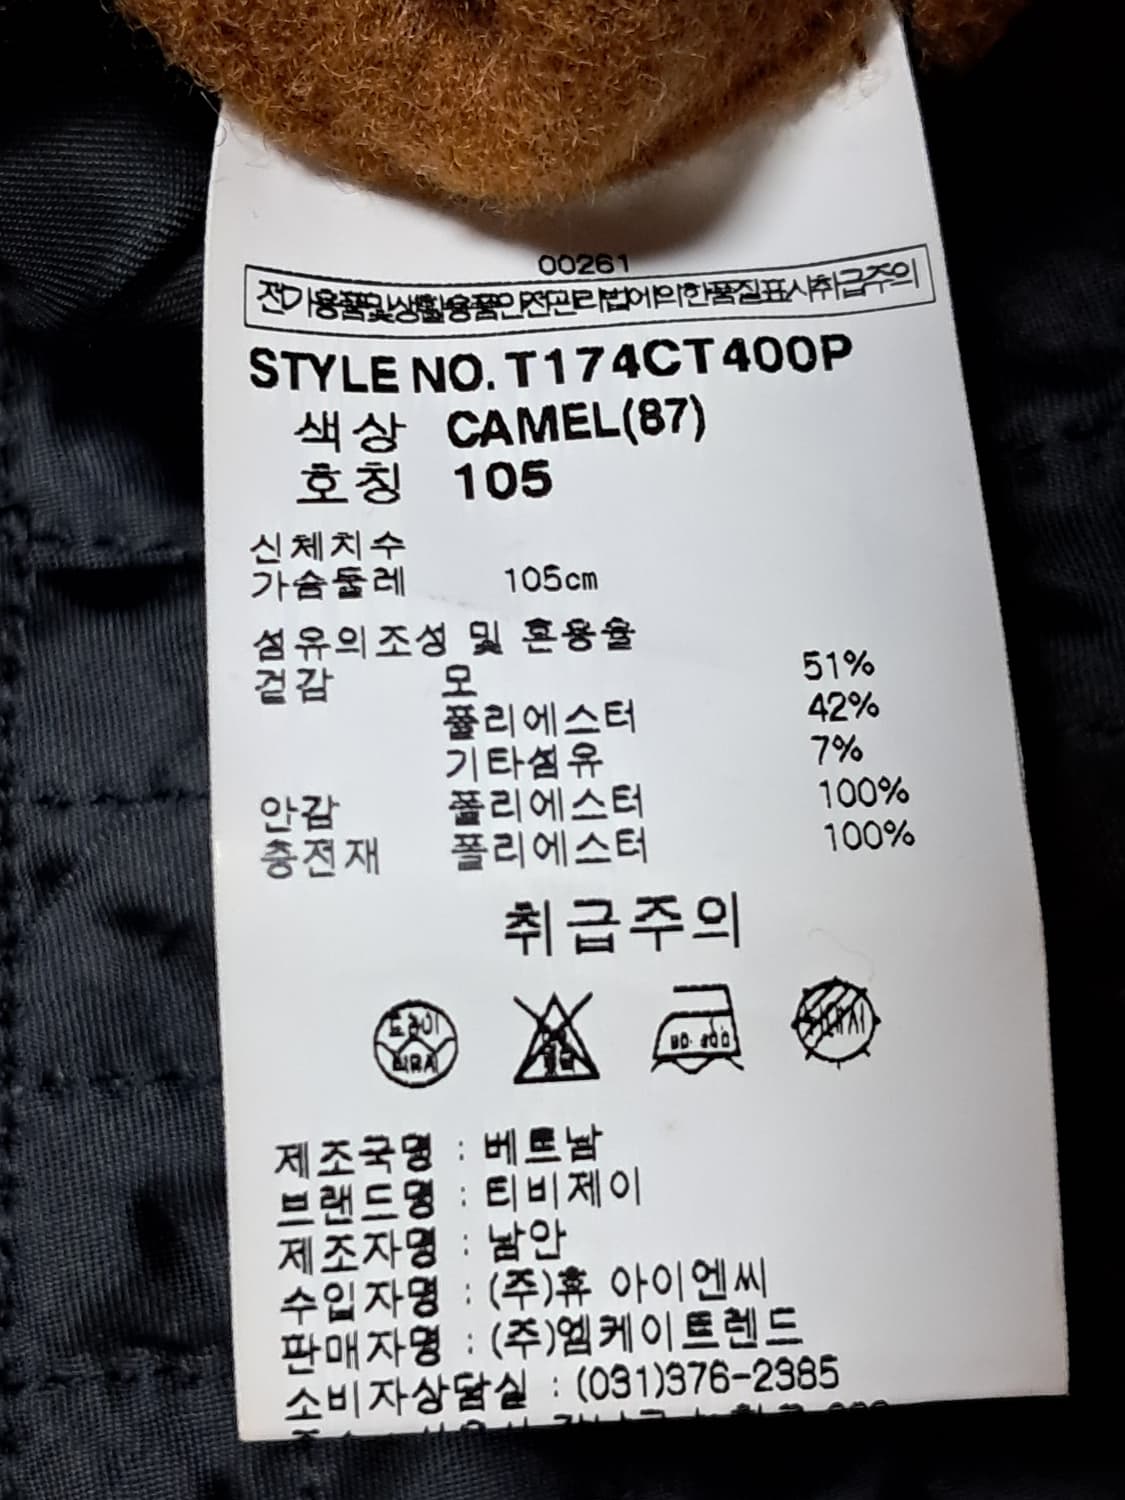 00261
전기용품및생활용품안전관리법에의한품질표시취급주의
STYLE NO. T174CT400P
색상 CAMEL(87)
호칭 105
신체치수
가슴둘레 105cm
섬유의조성 및 혼용율
겉감 모 51%
폴리에스터 42%
기타섬유 7%
안감 폴리에스터 100%
충전재 폴리에스터 100%
취급주의
드라이
제조국명 : 베트남
브랜드명 : 티비제이
제조자명 : 남안
수입자명 : (주)휴 아이엔씨
판매자명 : (주)엠케이트렌드
소비자상담실 : (031)376-2385